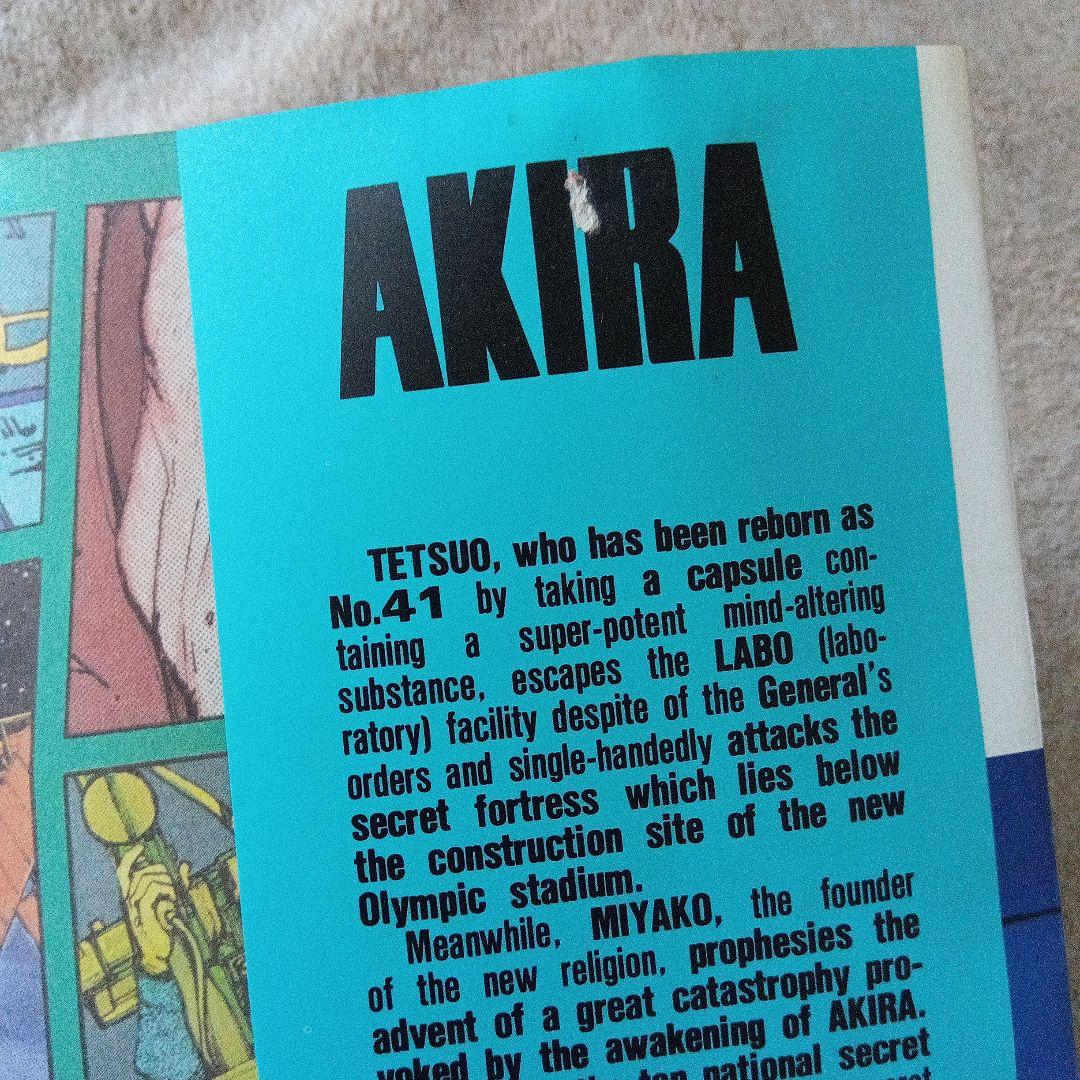 AKIRA
TETSUO, who has been reborn as
No.41 by taking a capsule con-
taining a super-potent mind-altering
substance, escapes the LABO (labo-
ratory) facility despite of the General's
orders and single-handedly attacks the
secret fortress which lies below
the construction site of the new
Olympic stadium.
Meanwhile, MIYAKO, the founder
of the new religion, prophesies the
advent of a great catastrophy pro-
voked by the awakening of AKIRA.
top national secret